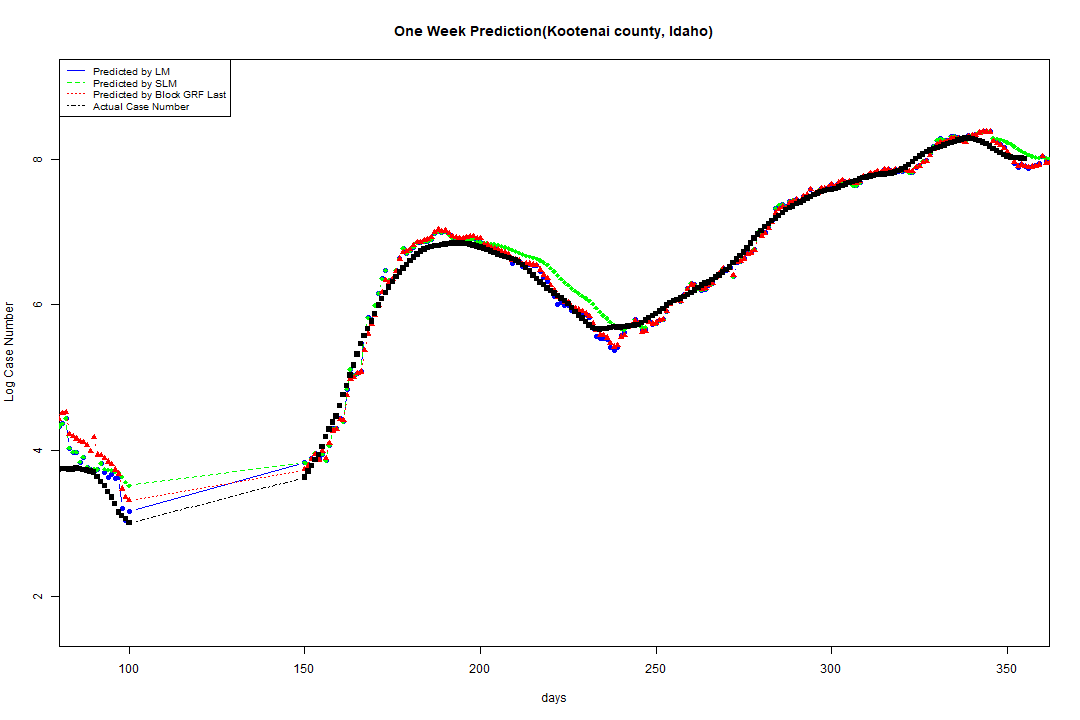 One Week Prediction(Kootenai county, Idaho)
Predicted by LM
Predicted by SLM
Predicted by Block GRF Last
Actual Case Number
8
6
4
2
Log Case Number
100 150 200 250 300 350
days